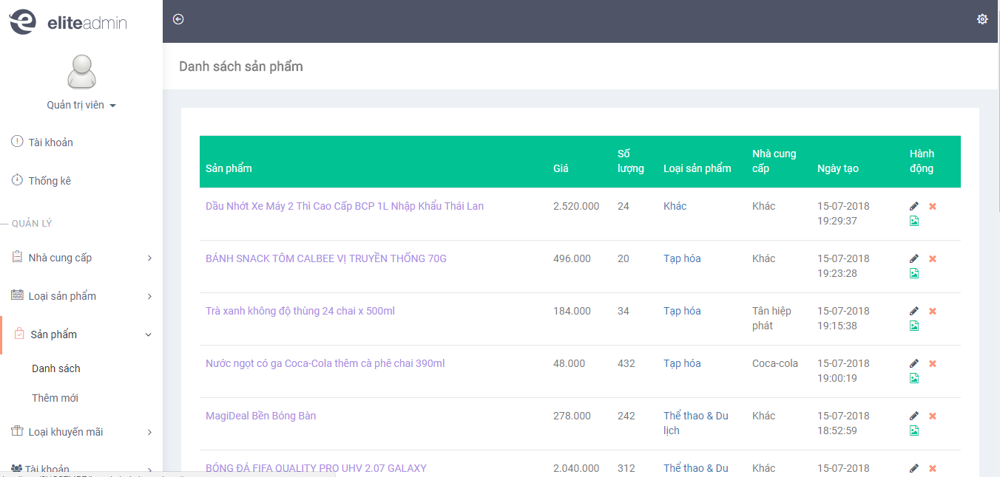 eliteadmin
Danh sách sản phẩm
Quản trị viên
Tài khoản
Thống kê
--- QUẢN LÝ
Nhà cung cấp
Loại sản phẩm
Sản phẩm
Danh sách
Thêm mới
Loại khuyến mãi
Tài khoản
Sản phẩm Giá Số lượng Loại sản phẩm Nhà cung cấp Ngày tạo Hành động
Dầu Nhớt Xe Máy 2 Thì Cao Cấp BCP 1L Nhập Khẩu Thái Lan 2.520.000 24 Khác Khác 15-07-2018
19:29:37
BÁNH SNACK TÔM CALBEE VỊ TRUYỀN THỐNG 70G 496.000 20 Tạp hóa Khác 15-07-2018
19:23:28
Trà xanh không độ thùng 24 chai x 500ml 184.000 34 Tạp hóa Tân hiệp phát 15-07-2018
19:15:38
Nước ngọt có ga Coca-Cola thêm cà phê chai 390ml 48.000 432 Tạp hóa Coca-cola 15-07-2018
19:00:19
MagiDeal Bền Bóng Bàn 278.000 242 Thể thao & Du lịch Khác 15-07-2018
18:52:59
BÓNG ĐÁ FIFA QUALITY PRO UHV 2.07 GALAXY 2.040.000 312 Thể thao & Du Khác 15-07-2018